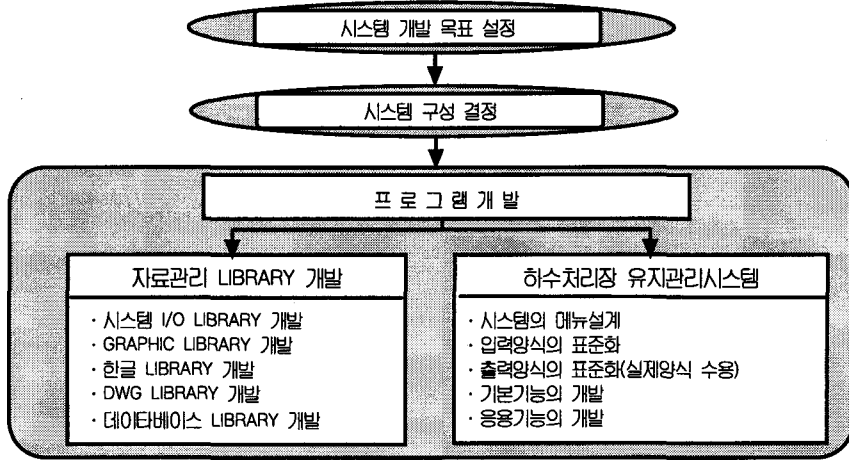 시스템 개발 목표 설정
시스템 구성 결정
프 로 그 램 개 발
자료관리 LIBRARY 개발
· 시스템 I/O LIBRARY 개발
· GRAPHIC LIBRARY 개발
· 한글 LIBRARY 개발
· DWG LIBRARY 개발
· 데이타베이스 LIBRARY 개발
하수처리장 유지관리시스템
· 시스템의 메뉴설계
· 입력양식의 표준화
· 출력양식의 표준화(실제양식 수용)
· 기본기능의 개발
· 응용기능의 개발